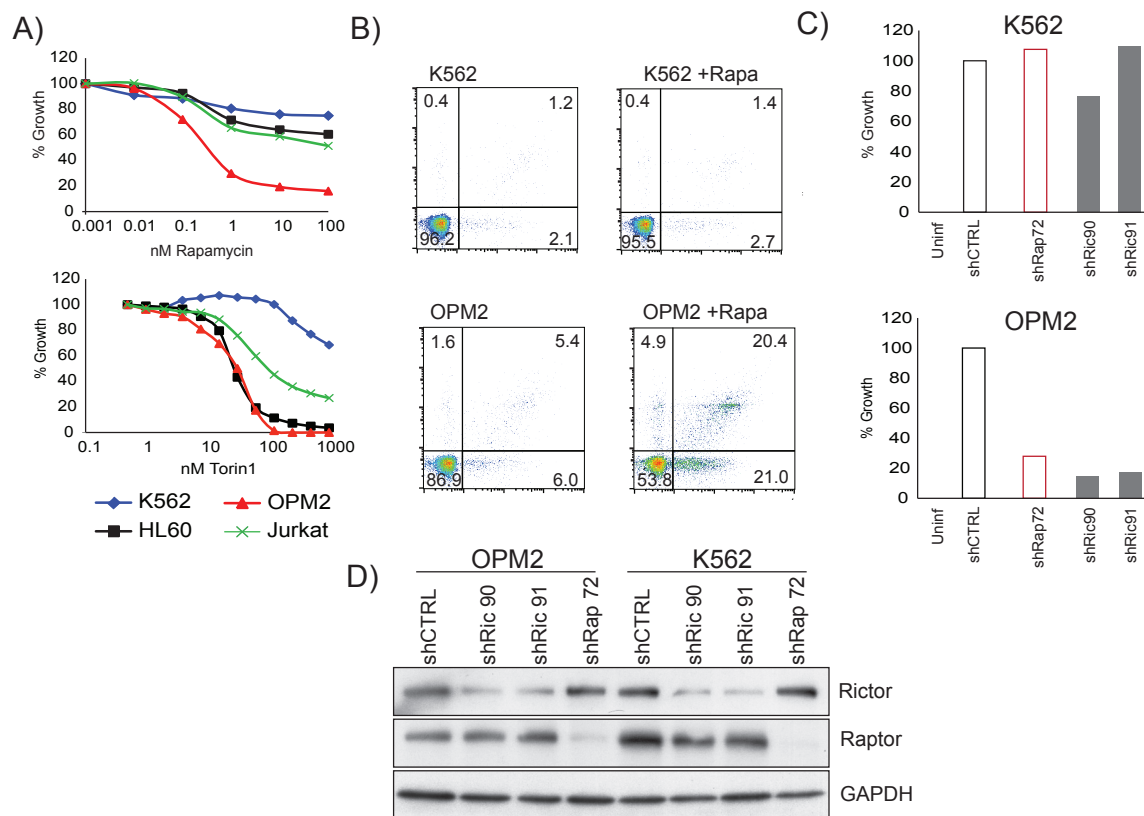 A)
120
100
80
60
40
20
0
% Growth
0.001 0.01 0.1 1 10 100
nM Rapamycin
120
100
80
60
40
20
0
% Growth
0.1 1 10 100 1000
nM Torin1
K562 OPM2
HL60 Jurkat
B)
K562
0.4 1.2
96.2 2.1
K562 +Rapa
0.4 1.4
95.5 2.7
OPM2
1.6 5.4
86.9 6.0
OPM2 +Rapa
4.9 20.4
53.8 21.0
C)
K562
120
100
80
60
40
20
0
% Growth
Uninf shCTRL shRap72 shRic90 shRic91
OPM2
120
100
80
60
40
20
0
% Growth
Uninf shCTRL shRap72 shRic90 shRic91
D)
OPM2 K562
shCTRL shRic 90 shRic 91 shRap 72 shCTRL shRic 90 shRic 91 shRap 72
Rictor
Raptor
GAPDH